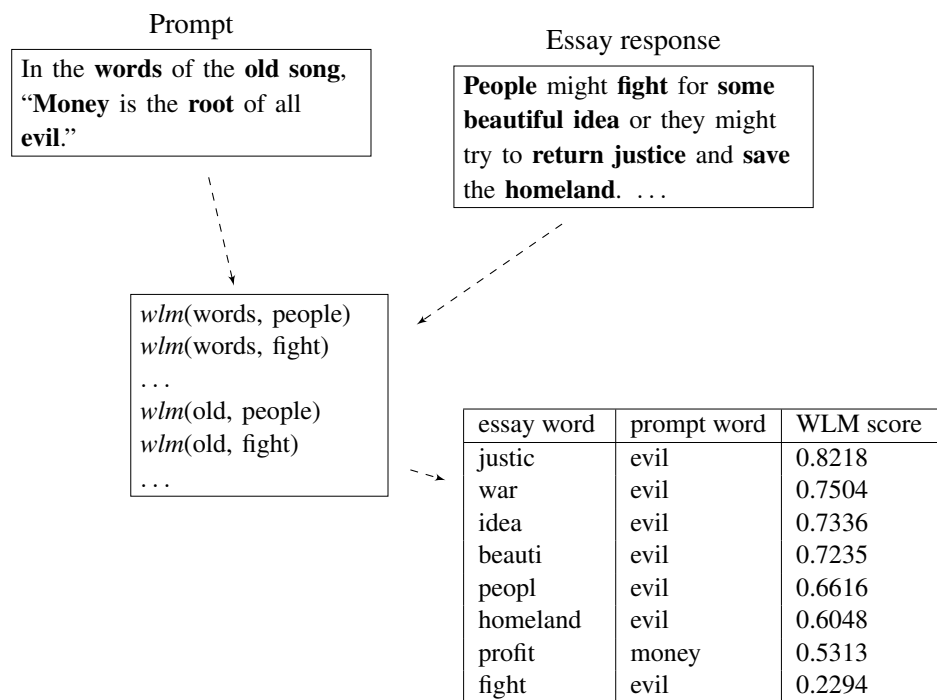 Prompt
In the words of the old song,
“Money is the root of all
evil.”
Essay response
People might fight for some
beautiful idea or they might
try to return justice and save
the homeland. . . .
wlm(words, people)
wlm(words, fight)
. . .
wlm(old, people)
wlm(old, fight)
. . .
essay word prompt word WLM score
justic evil 0.8218
war evil 0.7504
idea evil 0.7336
beauti evil 0.7235
peopl evil 0.6616
homeland evil 0.6048
profit money 0.5313
fight evil 0.2294